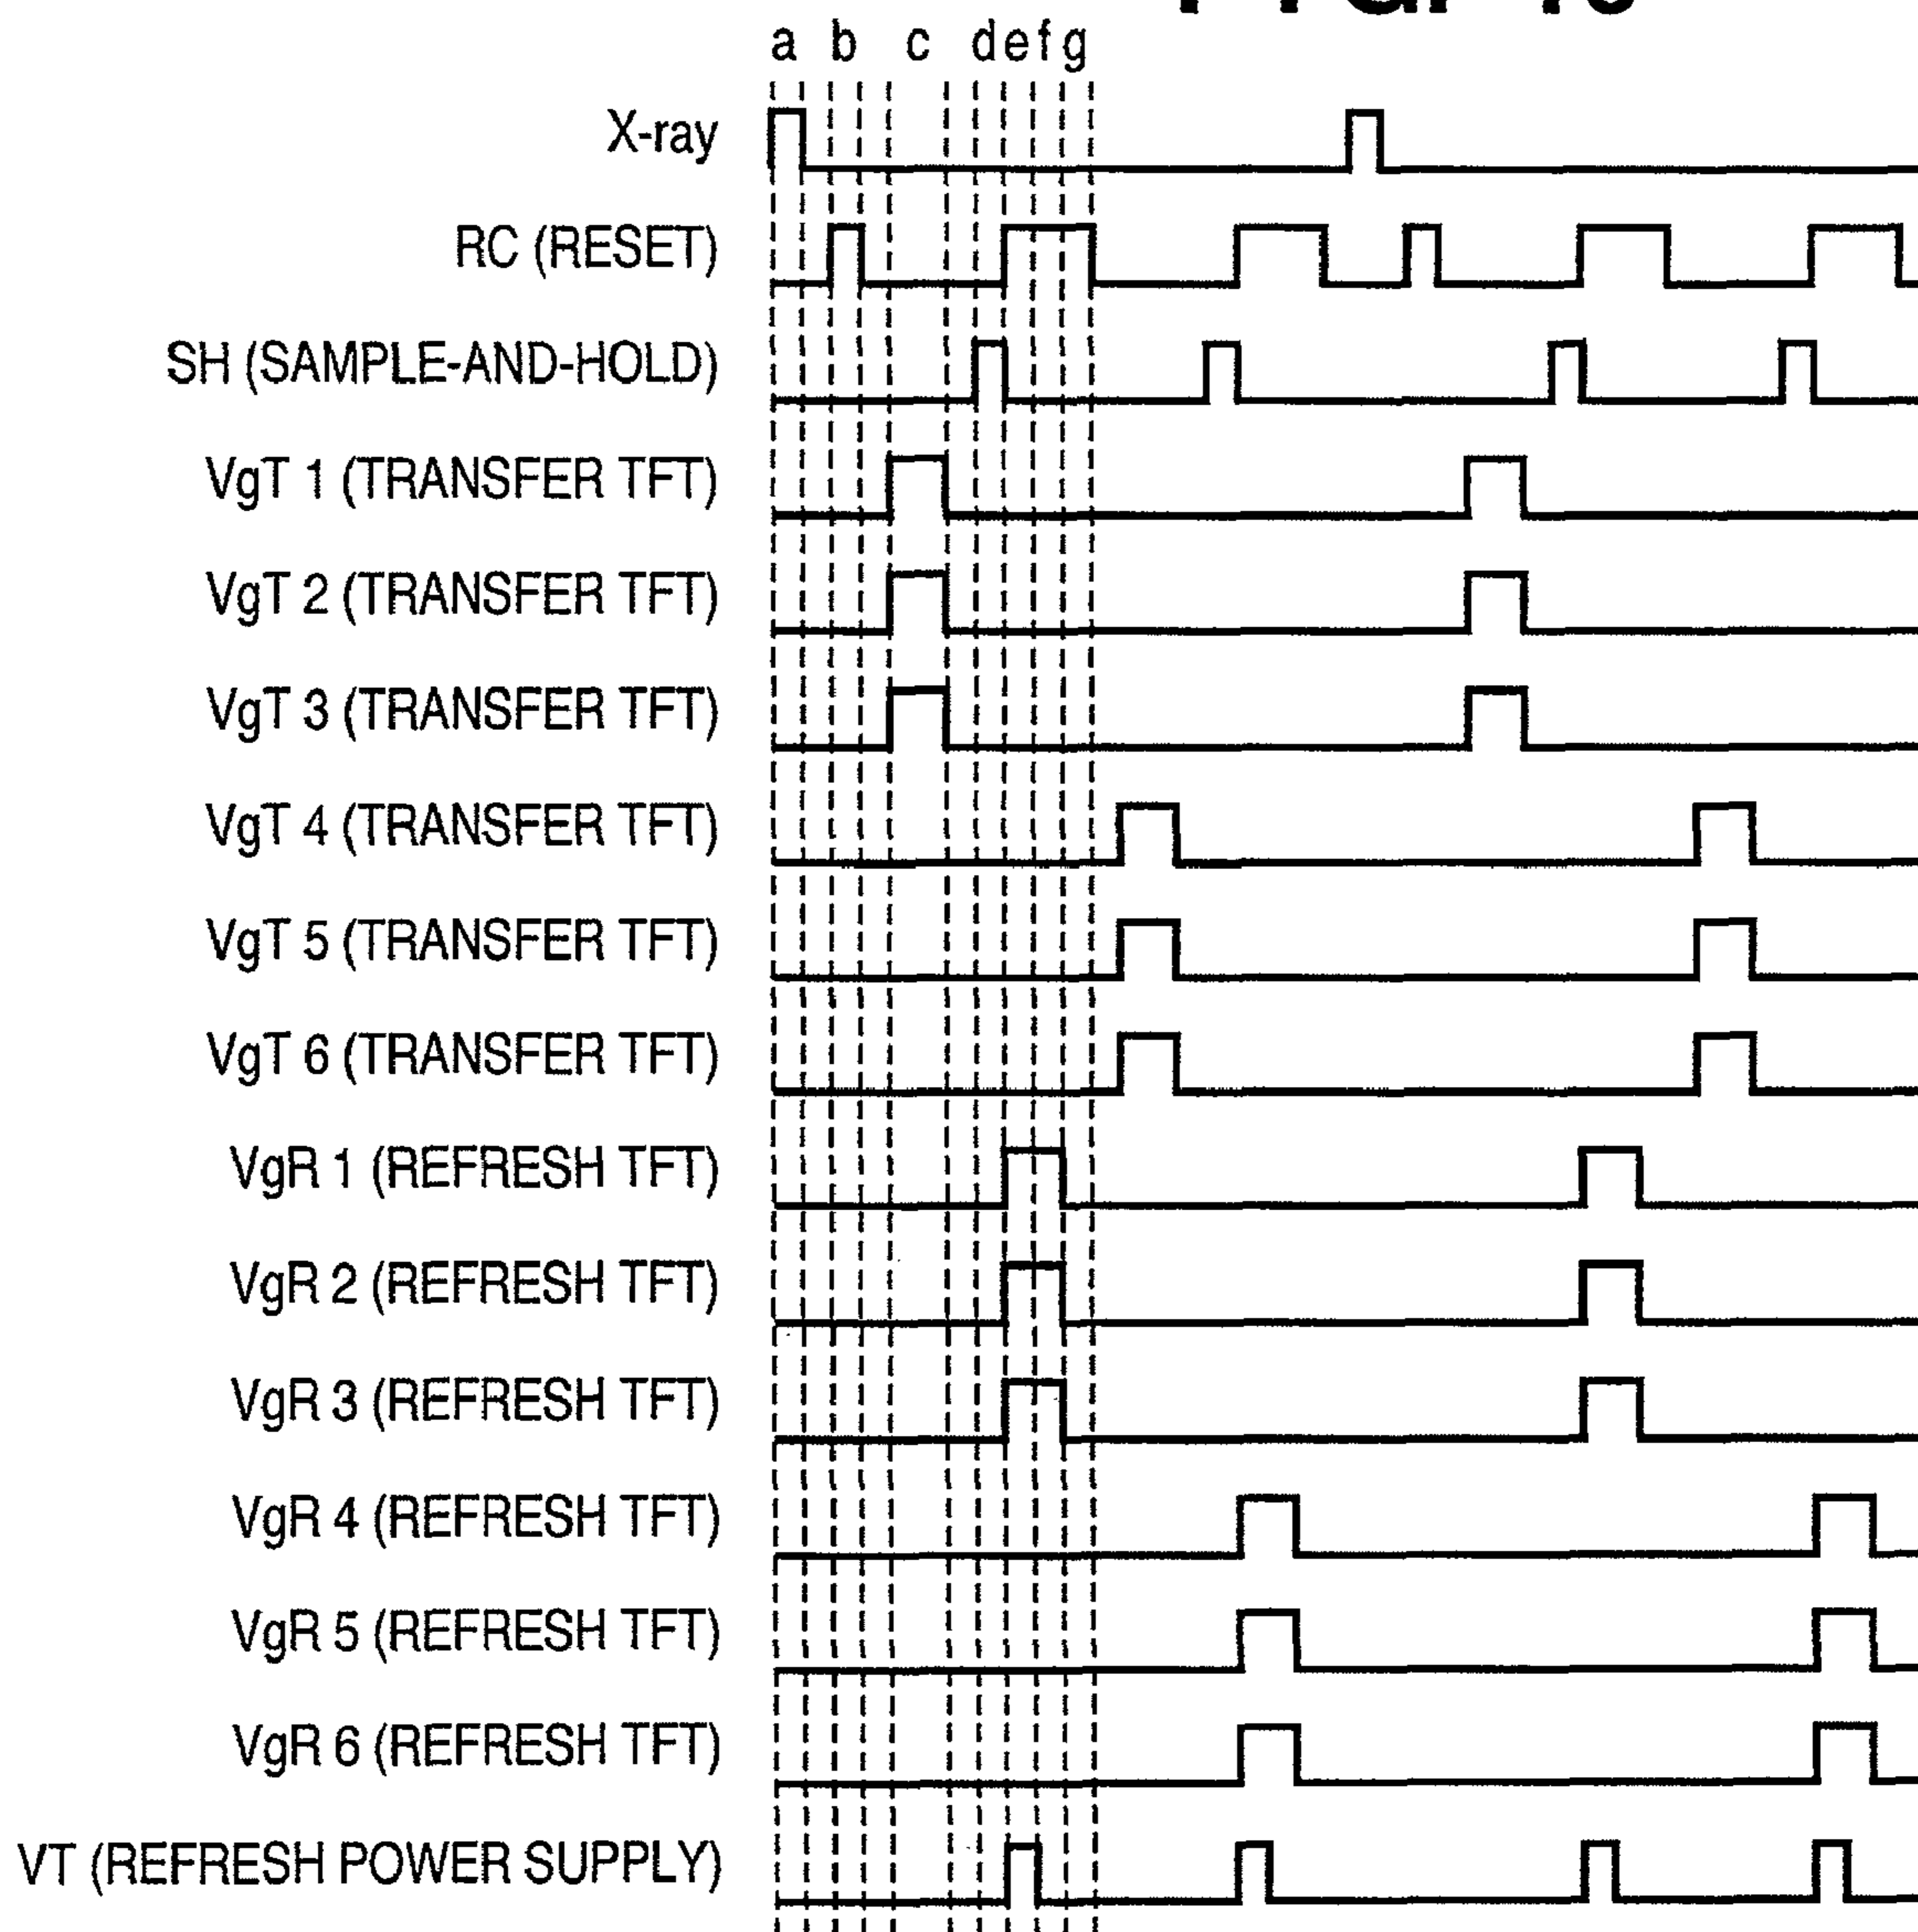 a b c d e f g
X-ray
RC (RESET)
SH (SAMPLE-AND-HOLD)
VgT 1 (TRANSFER TFT)
VgT 2 (TRANSFER TFT)
VgT 3 (TRANSFER TFT)
VgT 4 (TRANSFER TFT)
VgT 5 (TRANSFER TFT)
VgT 6 (TRANSFER TFT)
VgR 1 (REFRESH TFT)
VgR 2 (REFRESH TFT)
VgR 3 (REFRESH TFT)
VgR 4 (REFRESH TFT)
VgR 5 (REFRESH TFT)
VgR 6 (REFRESH TFT)
VT (REFRESH POWER SUPPLY)